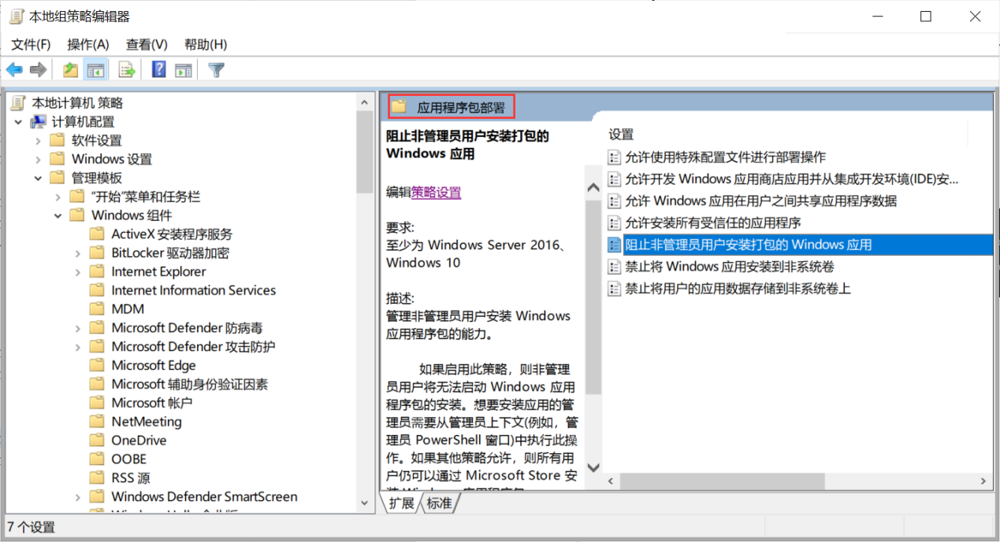 本地组策略编辑器
文件(F) 操作(A) 查看(V) 帮助(H)
本地计算机 策略
计算机配置
软件设置
Windows 设置
管理模板
“开始”菜单和任务栏
Windows 组件
ActiveX 安装程序服务
BitLocker 驱动器加密
Internet Explorer
Internet Information Services
MDM
Microsoft Defender 防病毒
Microsoft Defender 攻击防护
Microsoft Edge
Microsoft 辅助身份验证因素
Microsoft 帐户
NetMeeting
OneDrive
OOBE
RSS 源
Windows Defender SmartScreen
应用程序包部署
阻止非管理员用户安装打包的
Windows 应用
编辑策略设置
要求:
至少为 Windows Server 2016、
Windows 10
描述:
管理非管理员用户安装 Windows
应用程序包的能力。
如果启用此策略，则非管理
员用户将无法启动 Windows 应用
程序包的安装。想要安装应用的管
理员需要从管理员上下文(例如，管
理员 PowerShell 窗口)中执行此操
作。如果其他策略允许，则所有用
户仍可以通过 Microsoft Store 安
设置
允许使用特殊配置文件进行部署操作
允许开发 Windows 应用商店应用并从集成开发环境(IDE)安...
允许 Windows 应用在用户之间共享应用程序数据
允许安装所有受信任的应用程序
阻止非管理员用户安装打包的 Windows 应用
禁止将 Windows 应用安装到非系统卷
禁止将用户的应用数据存储到非系统卷上
扩展 标准
7 个设置